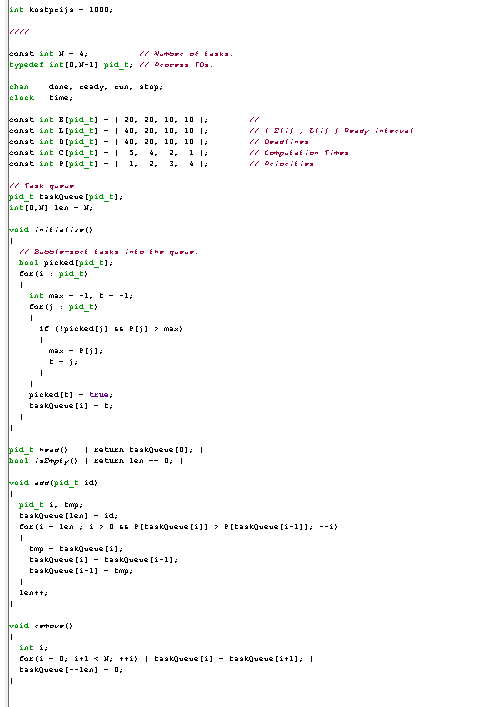 int kostprijs = 1000;
////
const int N = 4; // Number of tasks.
typedef int[0,N-1] pid_t; // Process IDs.
chan done, ready, run, stop;
clock time;
const int E[pid_t] = { 20, 20, 10, 10 }; //
const int L[pid_t] = { 40, 20, 10, 10 }; // [ E[i] , L[i] ] Ready interval
const int D[pid_t] = { 40, 20, 10, 10 }; // Deadlines
const int C[pid_t] = { 5, 4, 2, 1 }; // Computation Times
const int P[pid_t] = { 1, 2, 3, 4 }; // Priorities
// Task queue
pid_t taskQueue[pid_t];
int[0,N] len = N;
void initialize()
{
// Bubble-sort tasks into the queue.
bool picked[pid_t];
for(i : pid_t)
{
int max = -1, t = -1;
for(j : pid_t)
{
if (!picked[j] && P[j] > max)
{
max = P[j];
t = j;
}
}
picked[t] = true;
taskQueue[i] = t;
}
}
pid_t head() { return taskQueue[0]; }
bool isEmpty() { return len == 0; }
void add(pid_t id)
{
pid_t i, tmp;
taskQueue[len] = id;
for(i = len ; i > 0 && P[taskQueue[i]] > P[taskQueue[i-1]]; --i)
{
tmp = taskQueue[i];
taskQueue[i] = taskQueue[i-1];
taskQueue[i-1] = tmp;
}
len++;
}
void remove()
{
int i;
for(i = 0; i+1 < N; ++i) { taskQueue[i] = taskQueue[i+1]; }
taskQueue[--len] = 0;
}